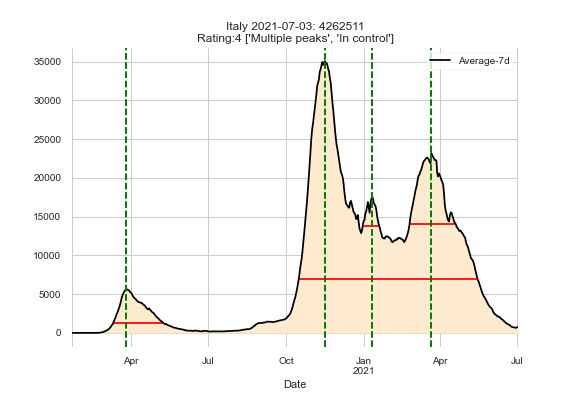 Italy 2021-07-03: 4262511
Rating:4 ['Multiple peaks', 'In control']
Average-7d
35000
30000
25000
20000
15000
10000
5000
0
Apr
Jul
Oct
Jan
2021
Apr
Jul
Date